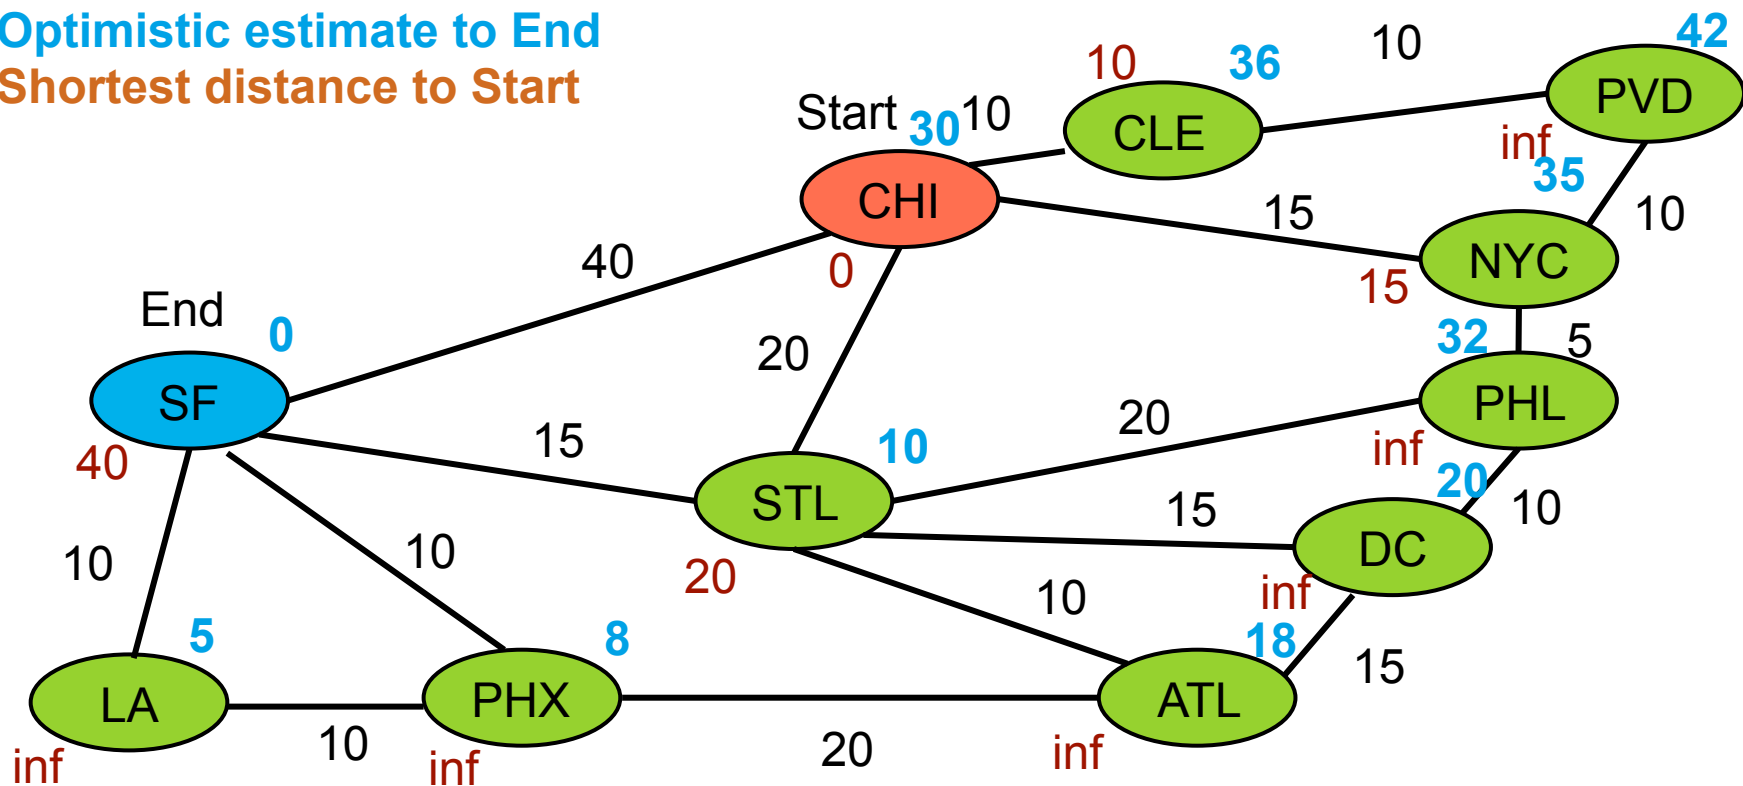 Optimistic estimate to End
Shortest distance to Start
Start
30
10
10
36
10
42
CLE
PVD
inf
35
CHI
0
15
10
NYC
15
40
End
0
SF
40
20
32
5
PHL
inf
20
15
10
STL
20
20
10
15
DC
inf
10
10
10
18
15
5
8
LA
PHX
ATL
inf
10
inf
20
inf